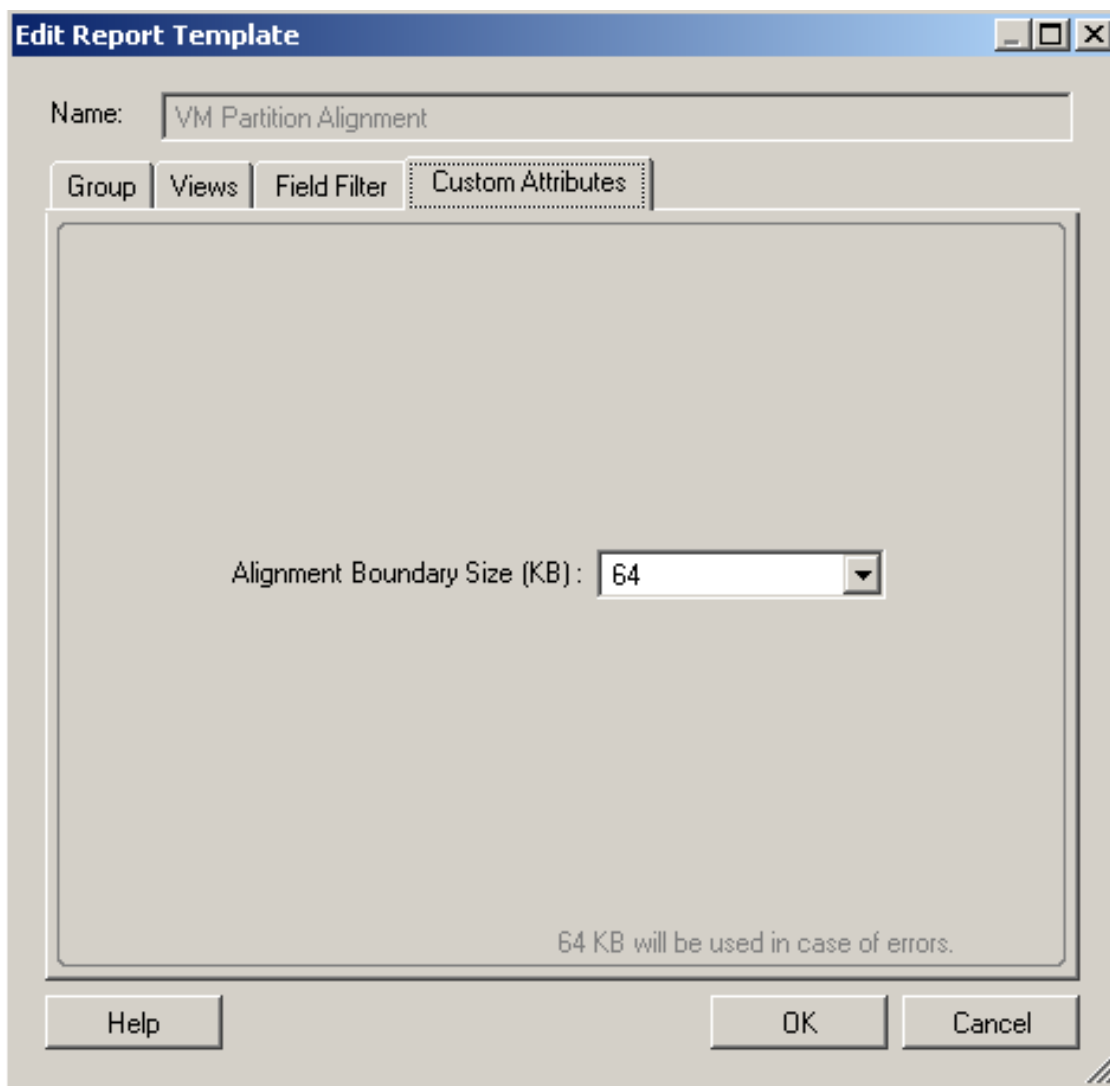 Edit Report Template
Name: VM Partition Alignment
Group Views Field Filter Custom Attributes
Alignment Boundary Size (KB) : 64
64 KB will be used in case of errors.
Help OK Cancel